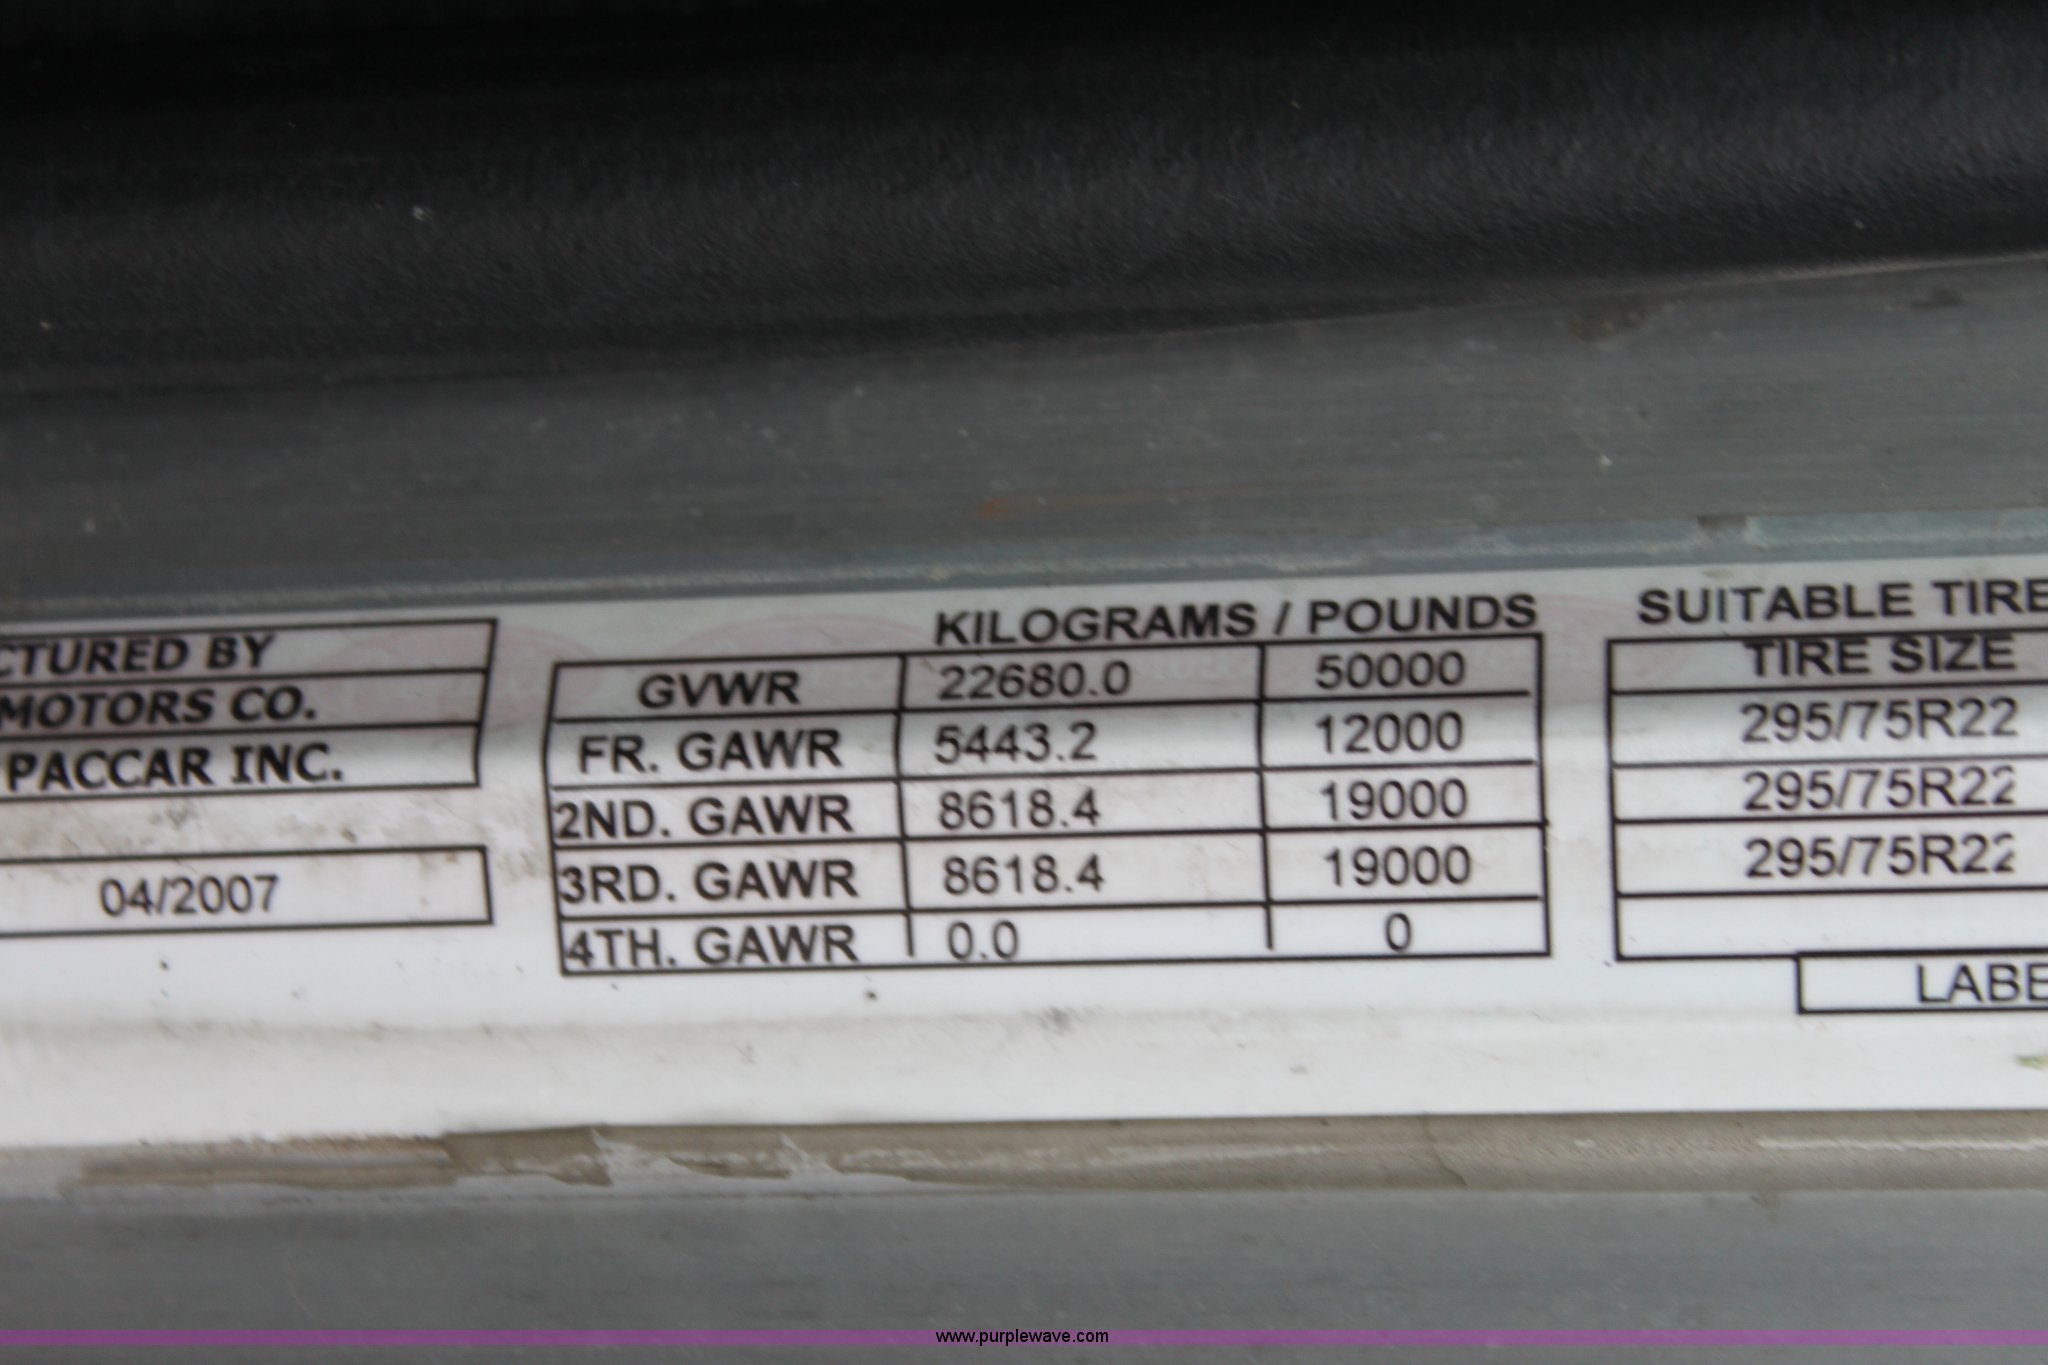 CTURED BY
MOTORS CO.
PACCAR INC.
04/2007
KILOGRAMS / POUNDS
GVWR 22680.0 50000
FR. GAWR 5443.2 12000
2ND. GAWR 8618.4 19000
3RD. GAWR 8618.4 19000
4TH. GAWR 0.0 0
SUITABLE TIRE
TIRE SIZE
295/75R22
295/75R22
295/75R22
LABE
www.purplewave.com